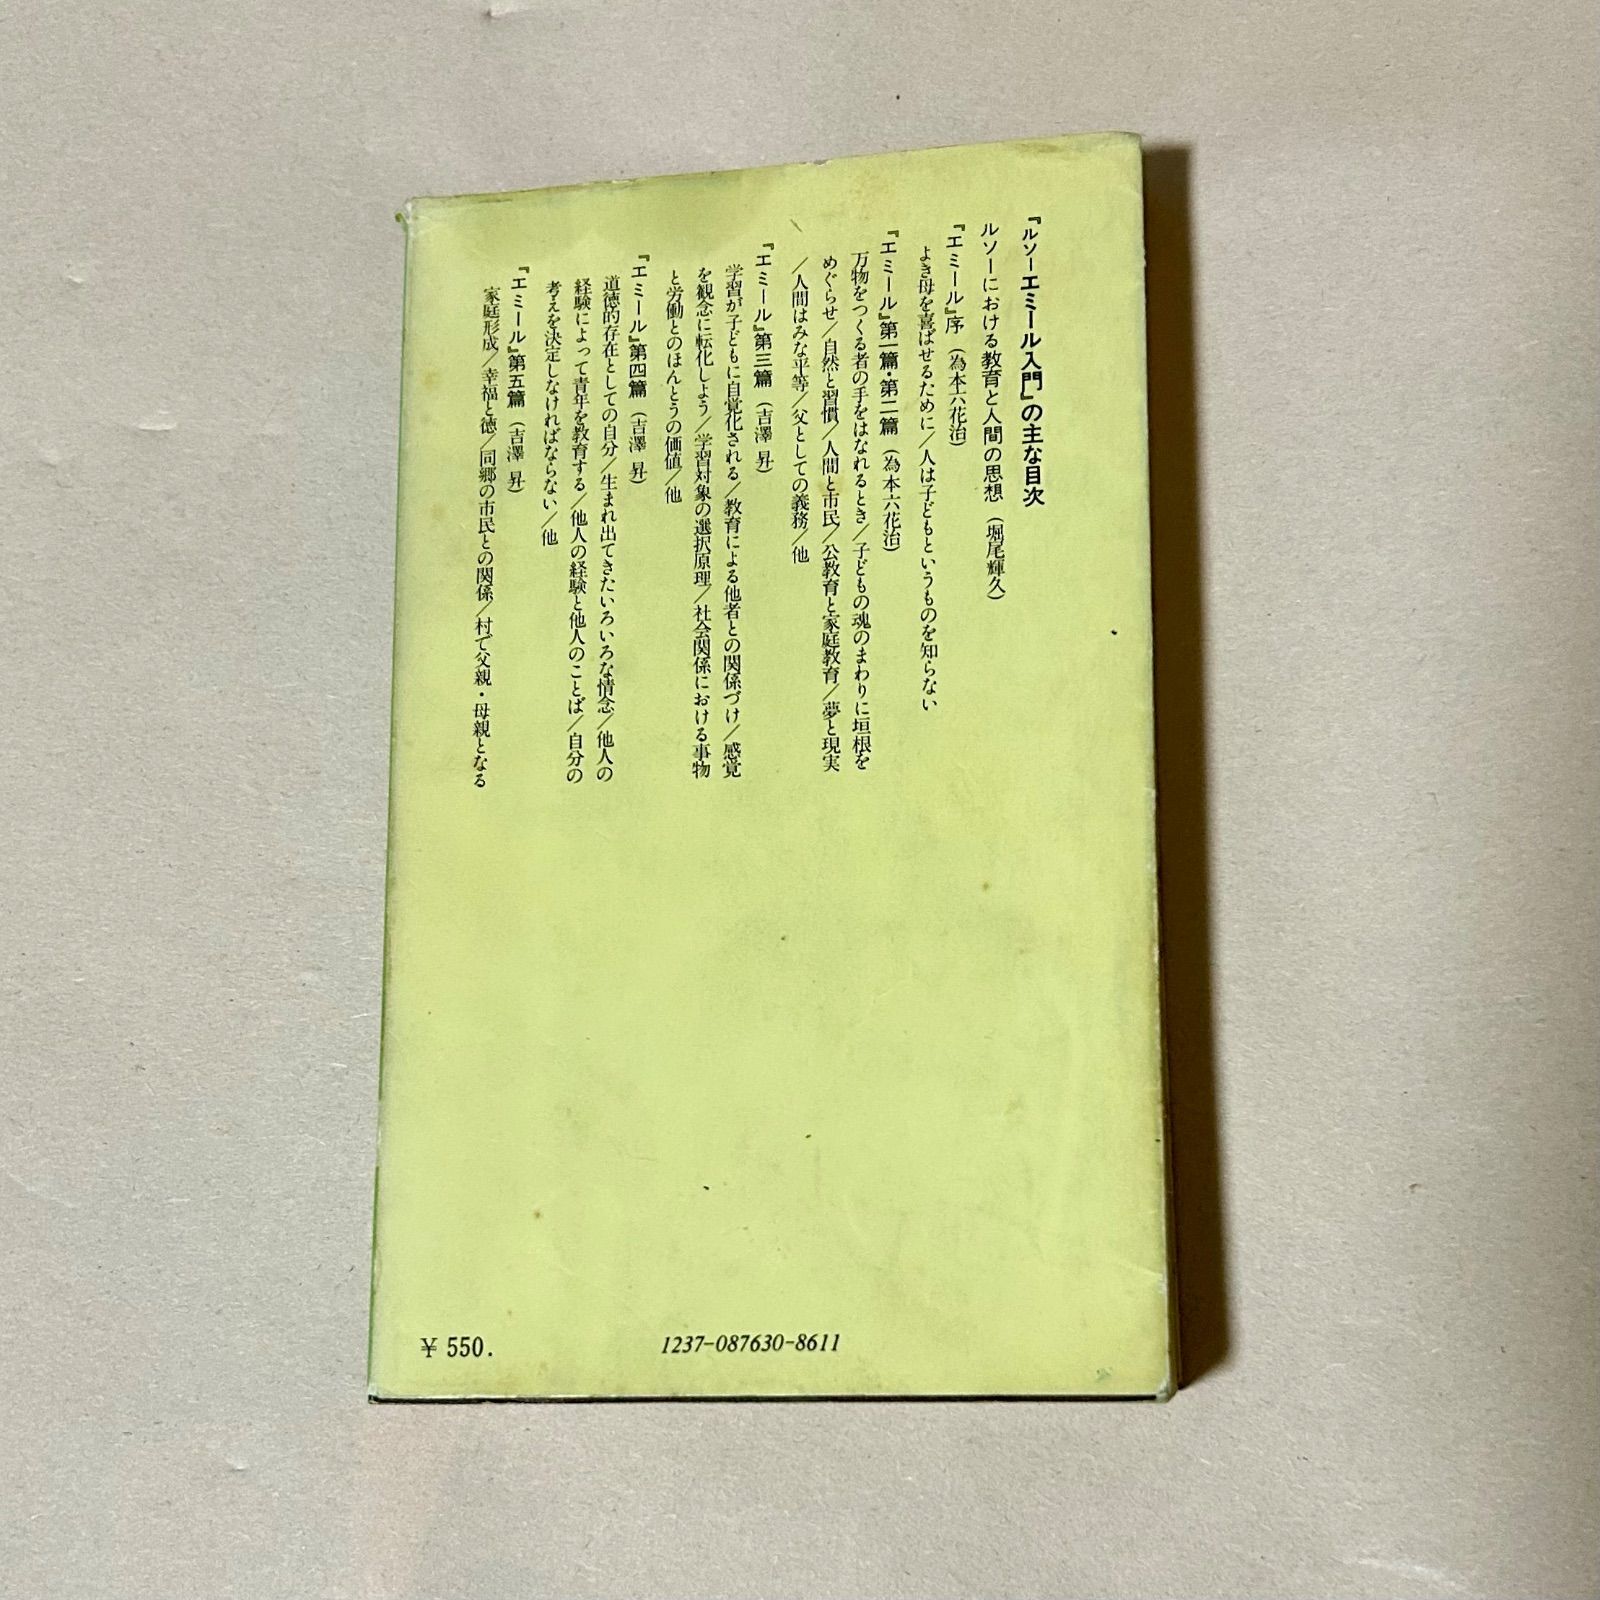 『ルソーエミール入門』の主な目次
ルソーにおける教育と人間の思想（堀尾輝久）
『エミール』序（為本六花治）
よき母を喜ばせるために／人は子どもというものを知らない
『エミール』第一篇・第二篇（為本六花治）
万物をつくる者の手をはなれるとき／子どもの魂のまわりに垣根を
めぐらせ／自然と習慣／人間と市民／公教育と家庭教育／夢と現実
／人間はみな平等／父としての義務／他
『エミール』第三篇（吉澤 昇）
学習が子どもに自覚化される／教育による他者との関係づけ／感覚
を観念に転化しよう／学習対象の選択原理／社会関係における事物
と労働とのほんとうの価値／他
『エミール』第四篇（吉澤 昇）
道徳的存在としての自分／生まれ出てきたいろいろな情念／他人の
経験によって青年を教育する／他人の経験と他人のことば／自分の
考えを決定しなければならない／他
『エミール』第五篇（吉澤 昇）
家庭形成／幸福と徳／同郷の市民との関係／村で父親・母親となる
¥ 550.
1237-087630-8611